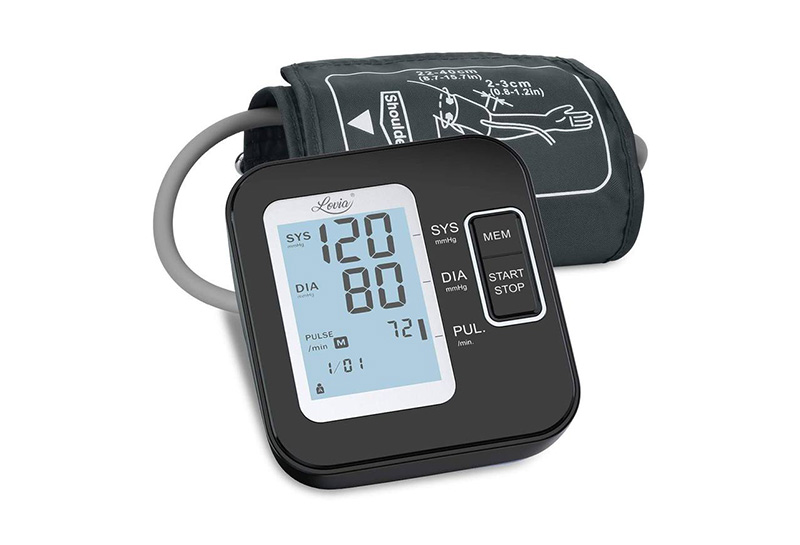 22-40cm
(8.7-15.7in)
2-3cm
(0.8-1.2in)
Lovia®
SYS 120
mmHg
DIA 80
mmHg
PULSE 72
/min M
1/01
SYS
mmHg
DIA
mmHg
PUL.
/min.
MEM
START
STOP